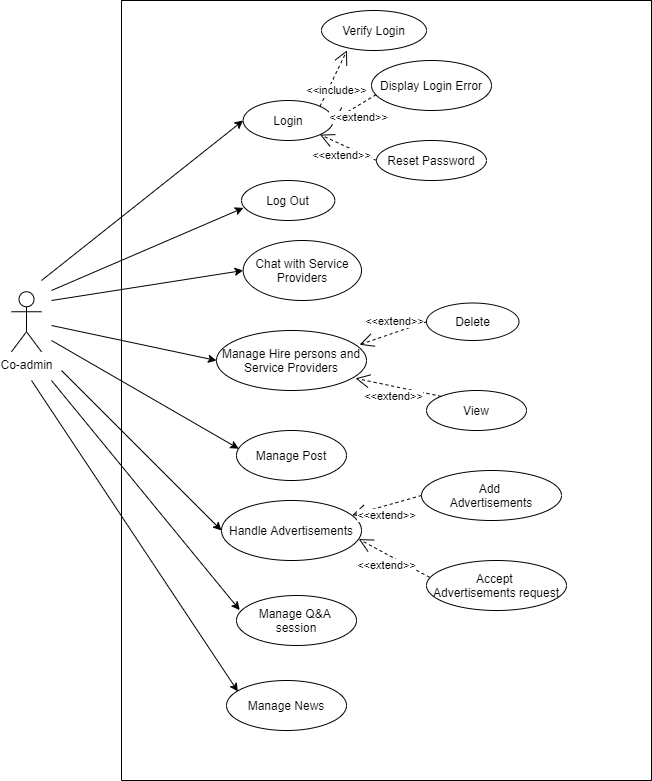 Verify Login
<<include>>
Display Login Error
<<extend>>
Login
<<extend>>
Reset Password
Log Out
Chat with Service
Providers
Co-admin
<<extend>>
Delete
Manage Hire persons and
Service Providers
<<extend>>
View
Manage Post
Add
Advertisements
<<extend>>
Handle Advertisements
<<extend>>
Accept
Advertisements request
Manage Q&A
session
Manage News